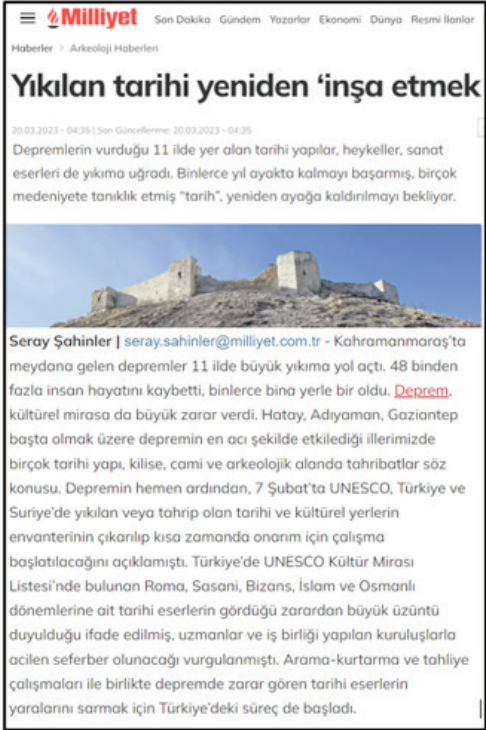 Milliyet Son Dakika Gündem Yazarlar Ekonomi Dünya Resmi İlanlar
Haberler > Arkeoloji Haberleri
Yıkılan tarihi yeniden ‘inşa etmek
20.03.2023 - 04:35 | Son Güncellenme: 20.03.2023 - 04:35
Depremlerin vurduğu 11 ilde yer alan tarihi yapılar, heykeller, sanat
eserleri de yıkıma uğradı. Binlerce yıl ayakta kalmayı başarmış, birçok
medeniyete tanıklık etmiş “tarih”, yeniden ayağa kaldırılmayı bekliyor.
Seray Şahinler | seray.sahinler@milliyet.com.tr - Kahramanmaraş’ta
meydana gelen depremler 11 ilde büyük yıkıma yol açtı. 48 binden
fazla insan hayatını kaybetti, binlerce bina yerle bir oldu. Deprem,
kültürel mirasa da büyük zarar verdi. Hatay, Adıyaman, Gaziantep
başta olmak üzere depremin en acı şekilde etkilediği illerimizde
birçok tarihi yapı, kilise, cami ve arkeolojik alanda tahribatlar söz
konusu. Depremin hemen ardından, 7 Şubat’ta UNESCO, Türkiye ve
Suriye’de yıkılan veya tahrip olan tarihi ve kültürel yerlerin
envanterinin çıkarılıp kısa zamanda onarım için çalışma
başlatılacağını açıklamıştı. Türkiye’de UNESCO Kültür Mirası
Listesi’nde bulunan Roma, Sasani, Bizans, İslam ve Osmanlı
dönemlerine ait tarihi eserlerin gördüğü zarardan büyük üzüntü
duyulduğu ifade edilmiş, uzmanlar ve iş birliği yapılan kuruluşlarla
acilen seferber olunacağı vurgulanmıştı. Arama-kurtarma ve tahliye
çalışmaları ile birlikte depremde zarar gören tarihi eserlerin
yaralarını sarmak için Türkiye’deki süreç de başladı.